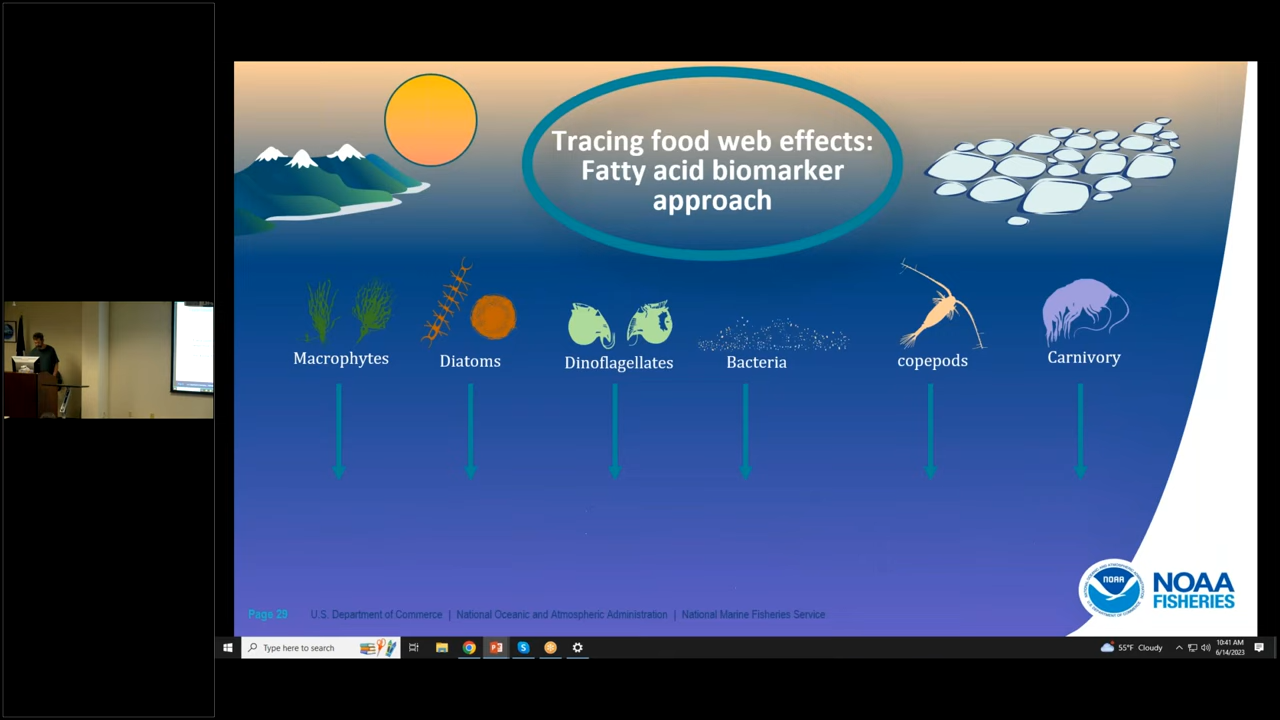 Tracing food web effects:
Fatty acid biomarker
approach
Macrophytes
Diatoms
Dinoflagellates
Bacteria
copepods
Carnivory
NOAA
NOAA
FISHERIES
Page 29
U.S. Department of Commerce | National Oceanic and Atmospheric Administration | National Marine Fisheries Service
Type here to search
55°F Cloudy
10:41 AM
6/14/2023